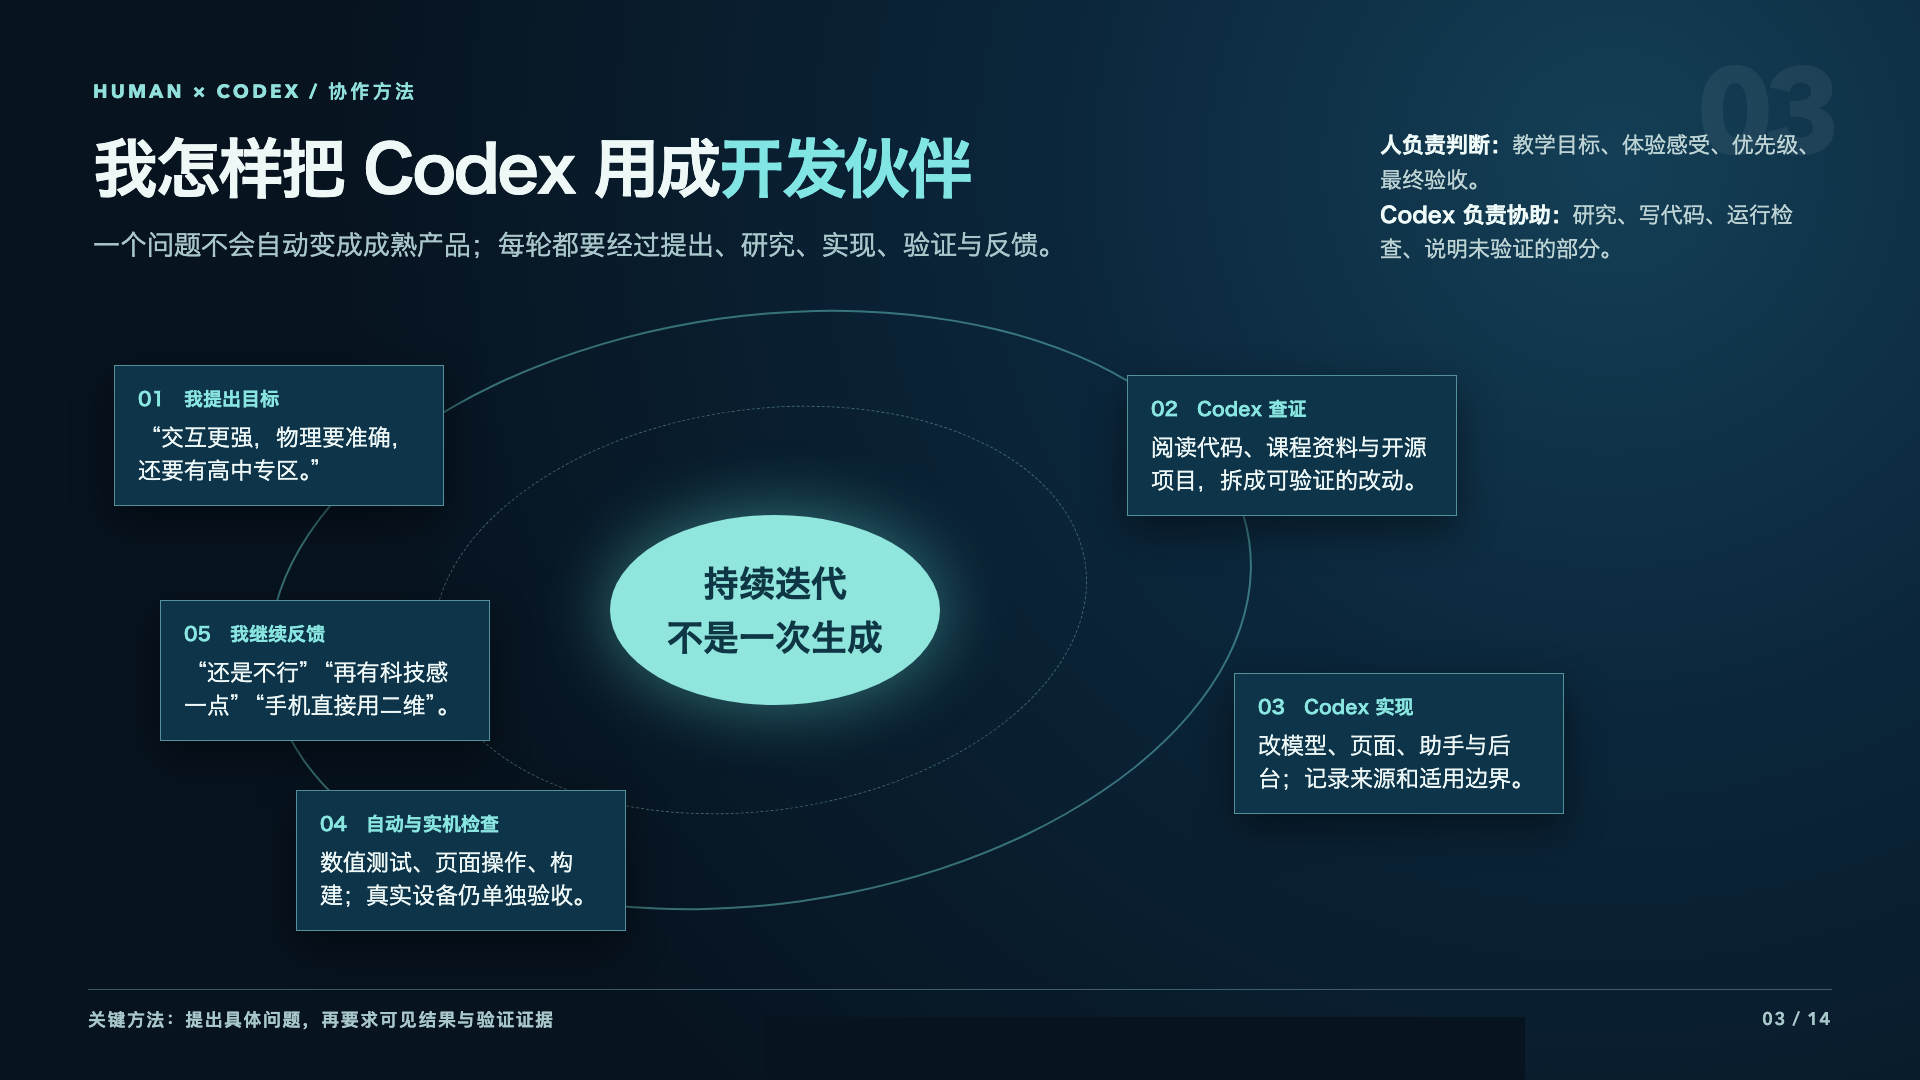 HUMAN × CODEX / 协作方法
03
我怎样把 Codex 用成开发伙伴
一个问题不会自动变成成熟产品；每轮都要经过提出、研究、实现、验证与反馈。
人负责判断：教学目标、体验感受、优先级、
最终验收。
Codex 负责协助：研究、写代码、运行检
查、说明未验证的部分。
01 我提出目标
“交互更强，物理要准确，
还要有高中专区。”
02 Codex 查证
阅读代码、课程资料与开源
项目，拆成可验证的改动。
持续迭代
不是一次生成
03 Codex 实现
改模型、页面、助手与后
台；记录来源和适用边界。
04 自动与实机检查
数值测试、页面操作、构
建；真实设备仍单独验收。
05 我继续反馈
“还是不行”“再有科技感
一点”“手机直接用二维”。
关键方法：提出具体问题，再要求可见结果与验证证据
03 / 14